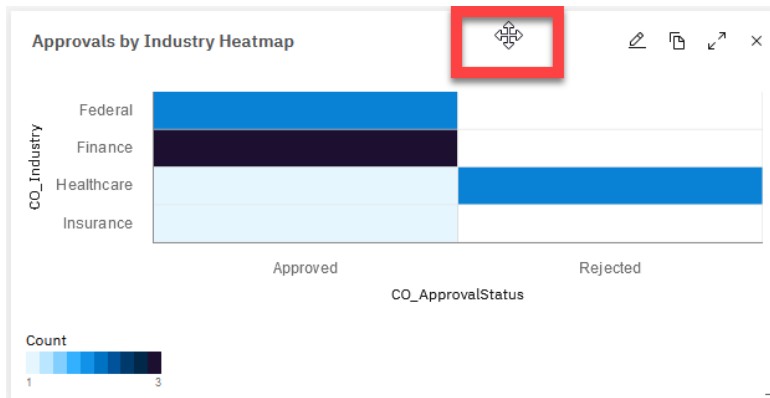 Approvals by Industry Heatmap
Federal
Finance
Healthcare
Insurance
CO_Industry
Approved
Rejected
CO_ApprovalStatus
Count
1
3